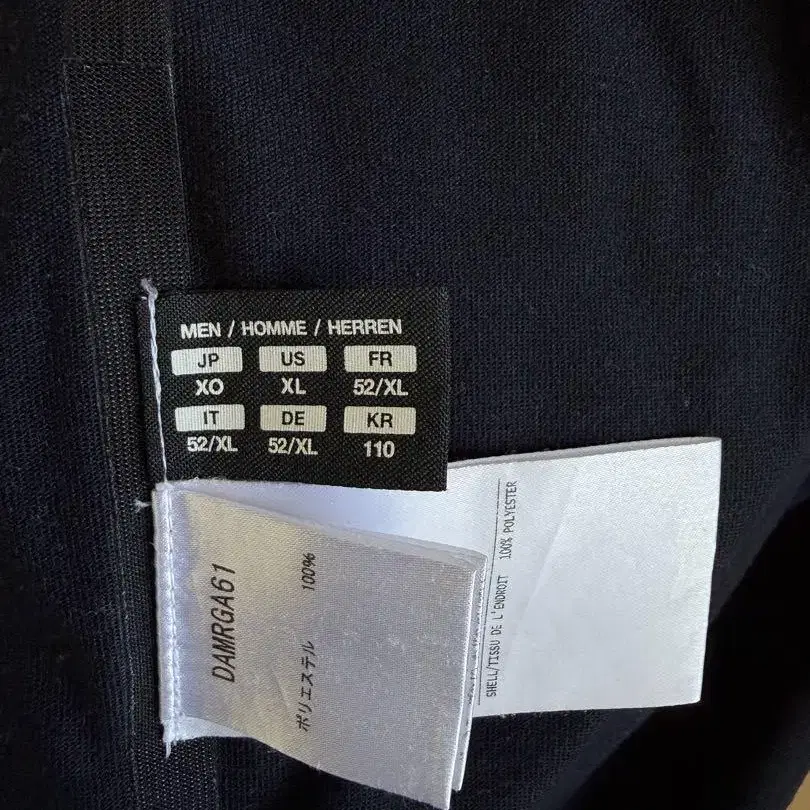 MEN / HOMME / HERREN
JP US FR
XO XL 52/XL
IT DE KR
52/XL 52/XL 110
DAMRGA61
ポリエステル 100%
SHELL/TISSU DE L'ENDROIT 100% POLYESTER